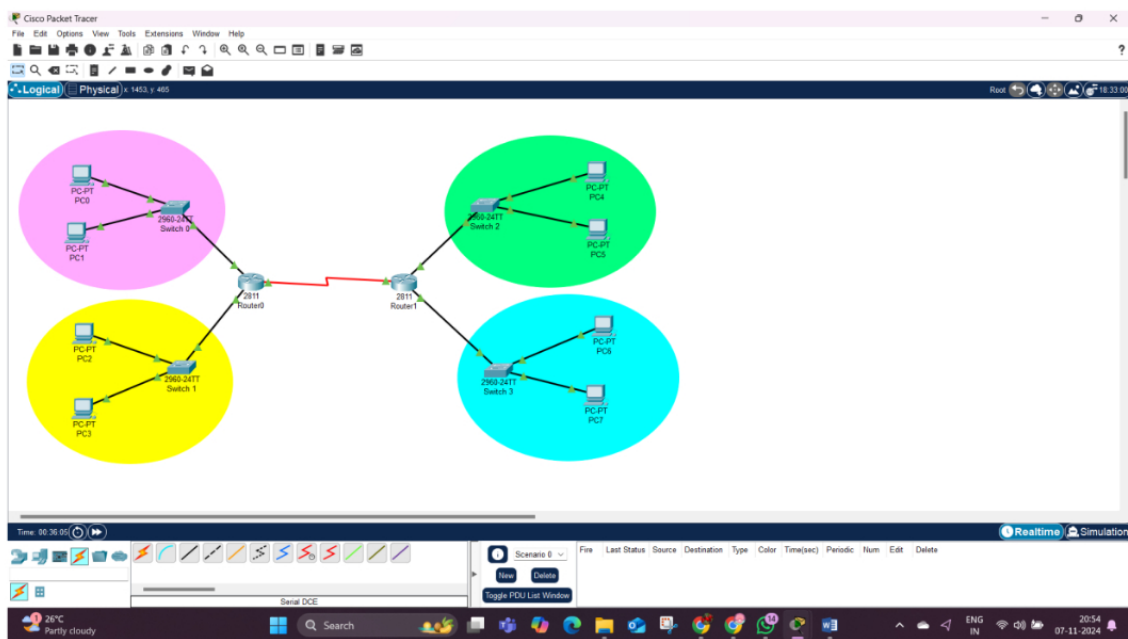 Cisco Packet Tracer
File Edit Options View Tools Extensions Window Help
?
Logical Physical x: 1453, y: 465 Root 18:33:00
PC-PT
PC0
2960-24TT
Switch 0
PC-PT
PC1
2811
Router0
PC-PT
PC2
2960-24TT
Switch 1
PC-PT
PC3
PC-PT
PC4
2960-24TT
Switch 2
PC-PT
PC5
2811
Router1
PC-PT
PC6
2960-24TT
Switch 3
PC-PT
PC7
Time: 00:36:05 Realtime Simulation
Scenario 0
New Delete
Toggle PDU List Window
Fire Last Status Source Destination Type Color Time(sec) Periodic Num Edit Delete
Serial DCE
1
26°C
Partly cloudy
Search
14
ENG
IN
20:54
07-11-2024